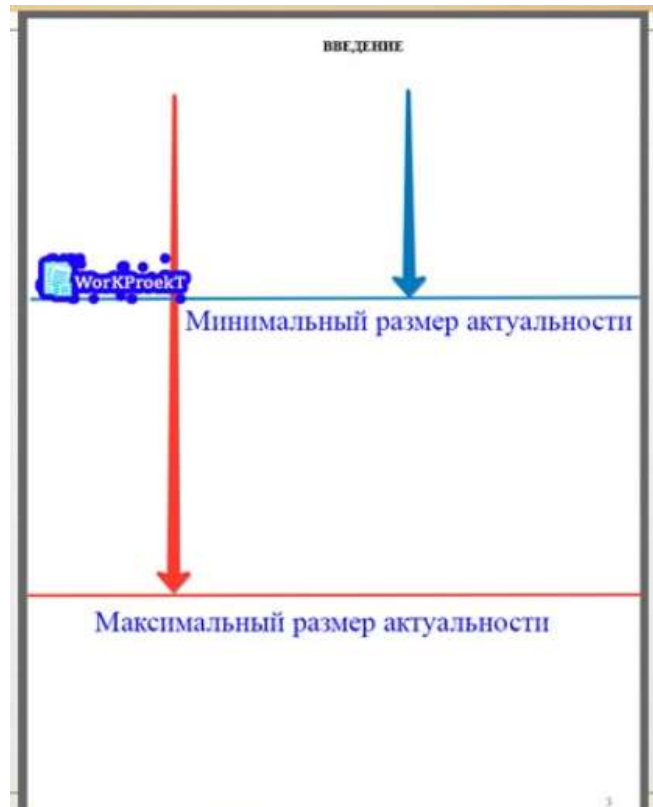 ВВЕДЕНИЕ
WorKProekT
Минимальный размер актуальности
Максимальный размер актуальности
3